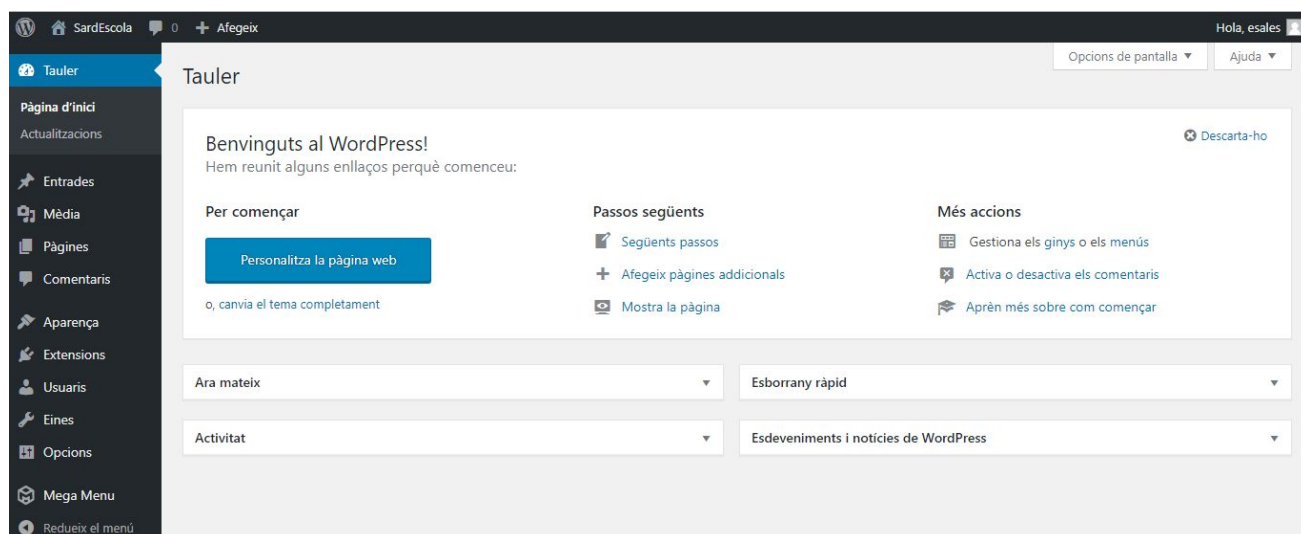 SardEscola 0 Afegeix Hola, esales
Opcions de pantalla Ajuda
Tauler
Pàgina d'inici
Actualitzacions
Entrades
Mèdia
Pàgines
Comentaris
Aparença
Extensions
Usuaris
Eines
Opcions
Mega Menu
Redueix el menú
Tauler
Benvinguts al WordPress!
Descarta-ho
Hem reunit alguns enllaços perquè comenceu:
Per començar
Personalitza la pàgina web
o, canvia el tema completament
Passos següents
Següents passos
Afegeix pàgines addicionals
Mostra la pàgina
Més accions
Gestiona els ginys o els menús
Activa o desactiva els comentaris
Aprèn més sobre com començar
Ara mateix
Esborrany ràpid
Activitat
Esdeveniments i notícies de WordPress